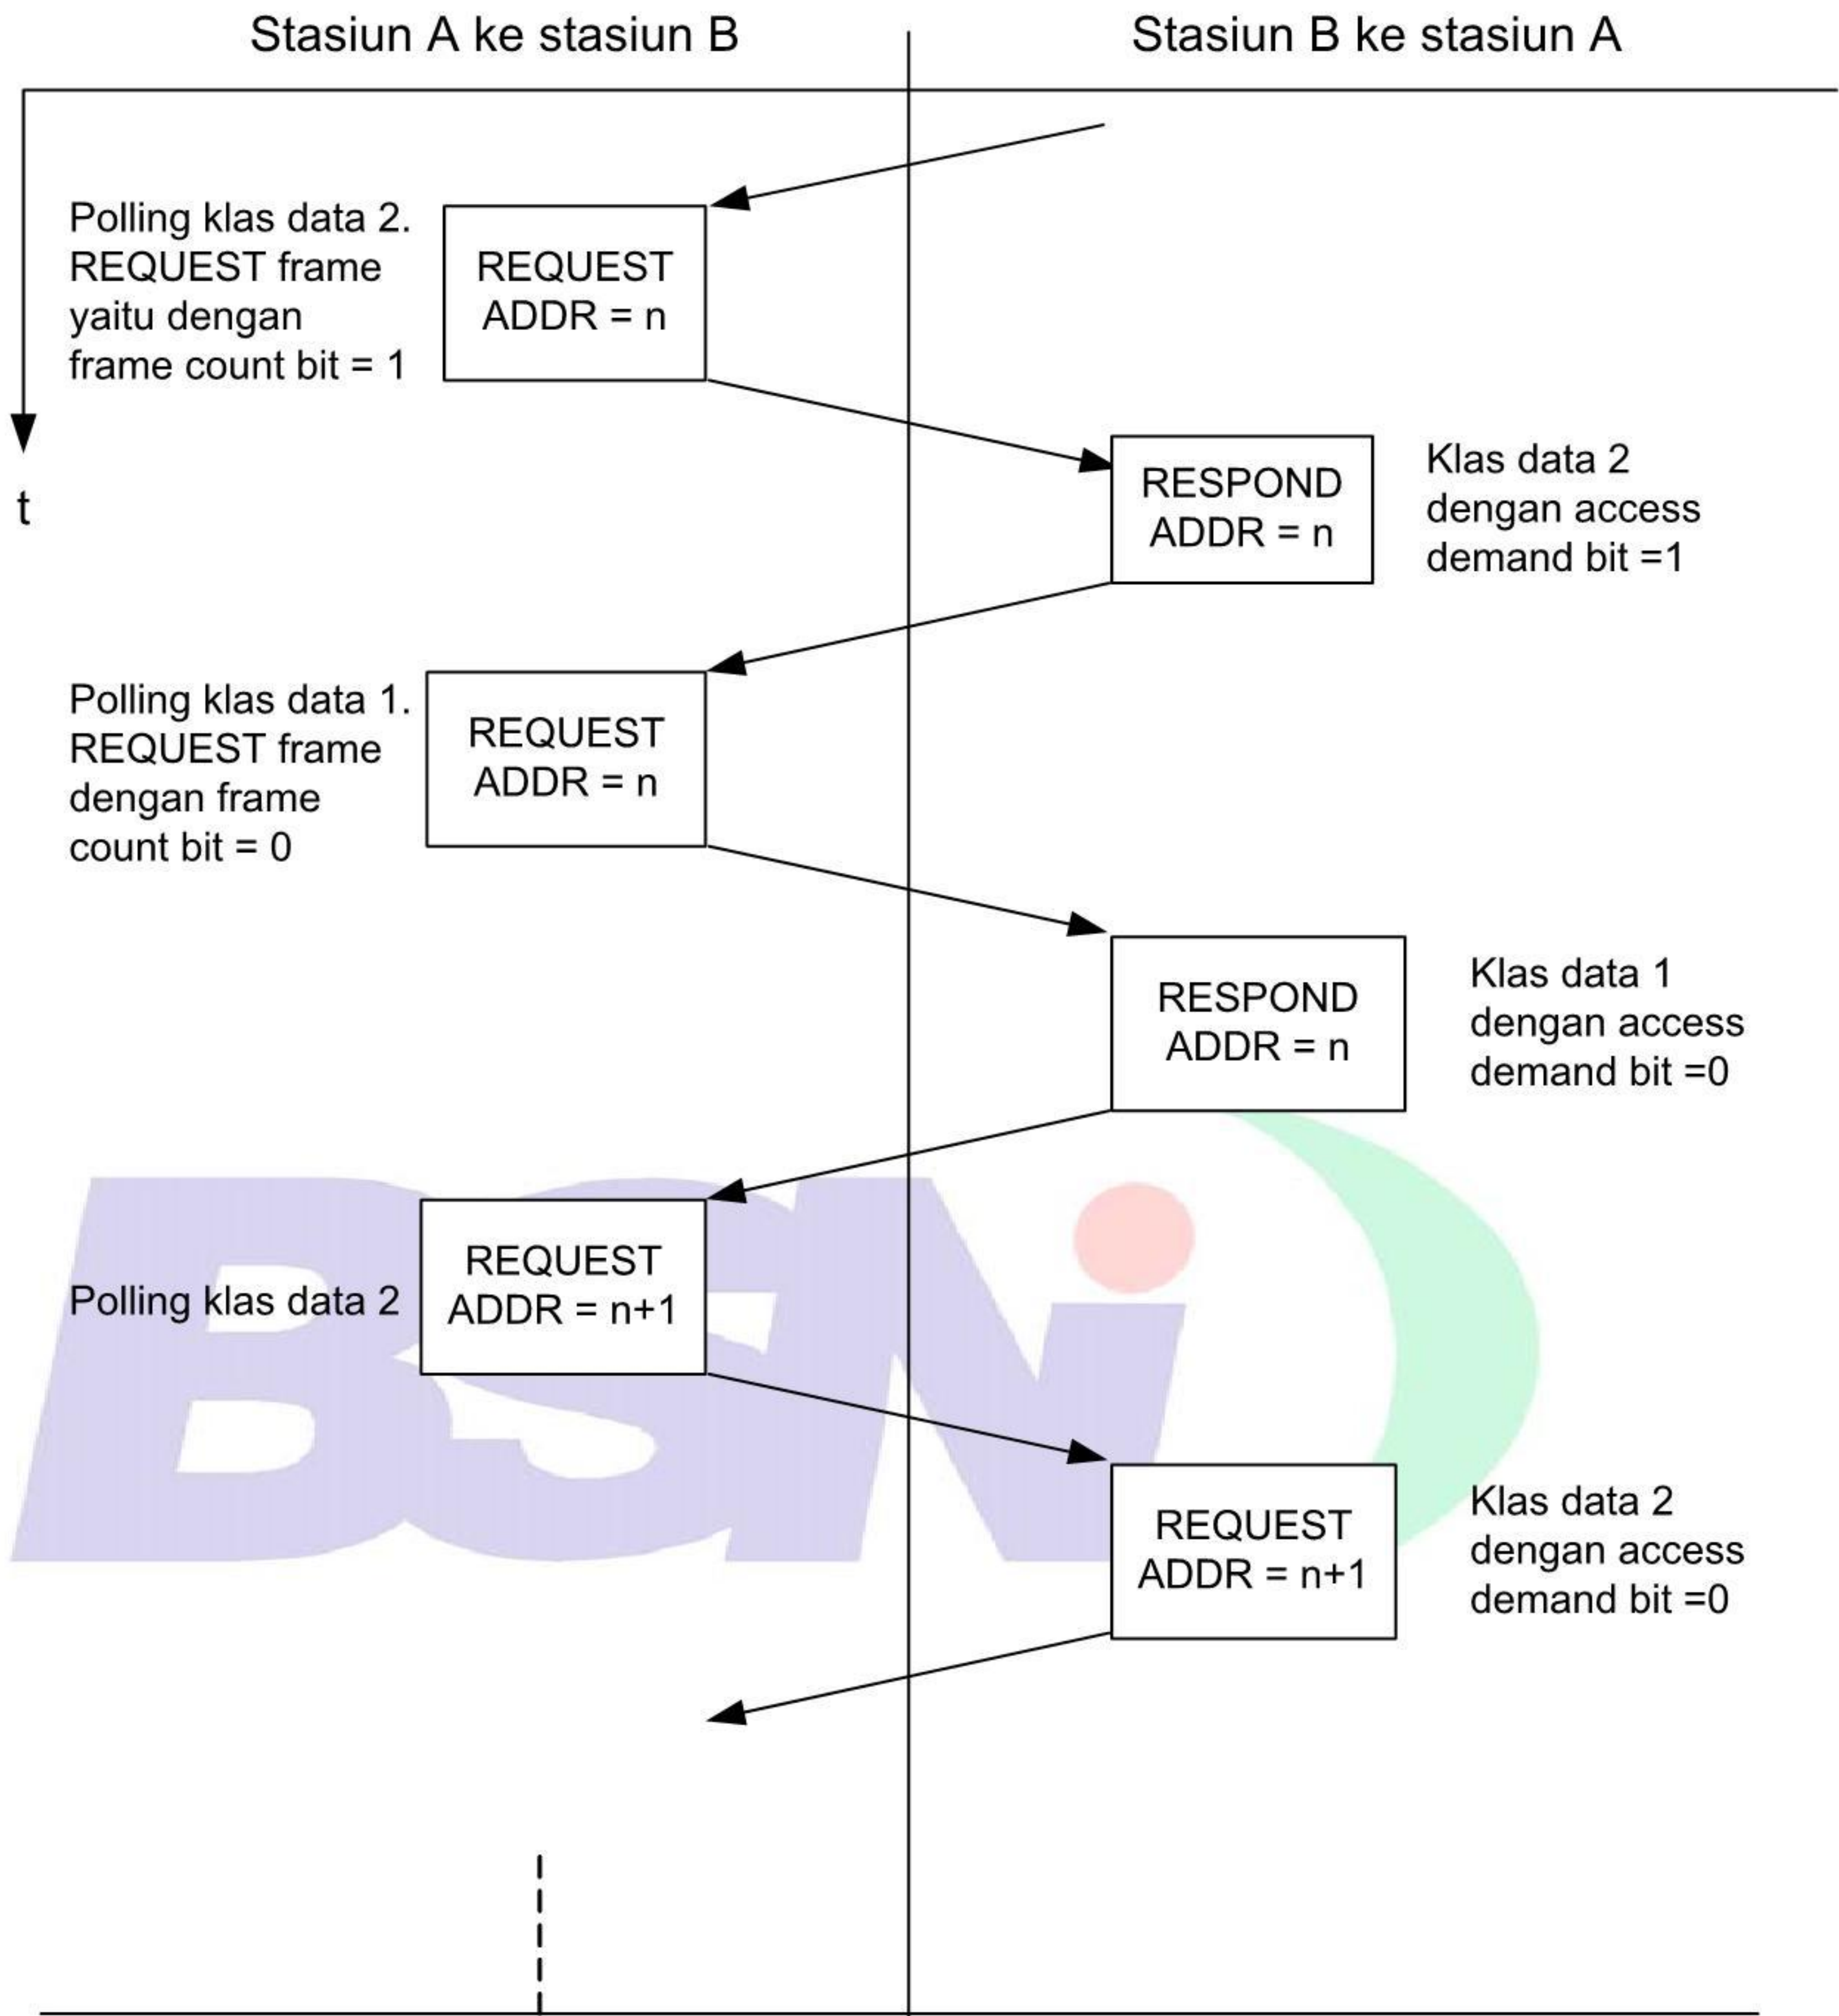 Stasiun A ke stasiun B
Stasiun B ke stasiun A
Polling klas data 2.
REQUEST frame
yaitu dengan
frame count bit = 1
REQUEST
ADDR = n
t
RESPOND
ADDR = n
Klas data 2
dengan access
demand bit =1
Polling klas data 1.
REQUEST frame
dengan frame
count bit = 0
REQUEST
ADDR = n
RESPOND
ADDR = n
Klas data 1
dengan access
demand bit =0
Polling klas data 2
REQUEST
ADDR = n+1
REQUEST
ADDR = n+1
Klas data 2
dengan access
demand bit =0
BSNi